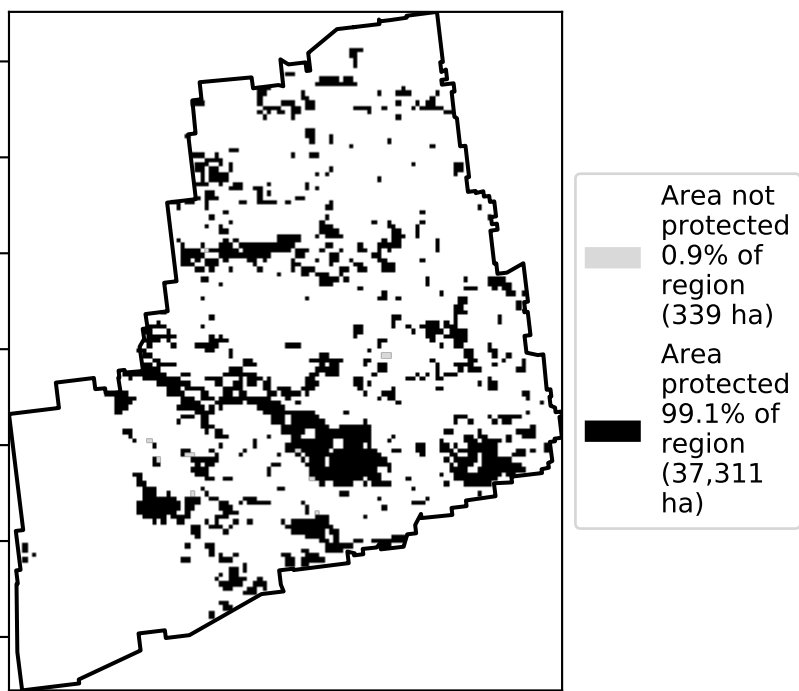 Area not
protected
0.9% of
region
(339 ha)
Area
protected
99.1% of
region
(37,311
ha)